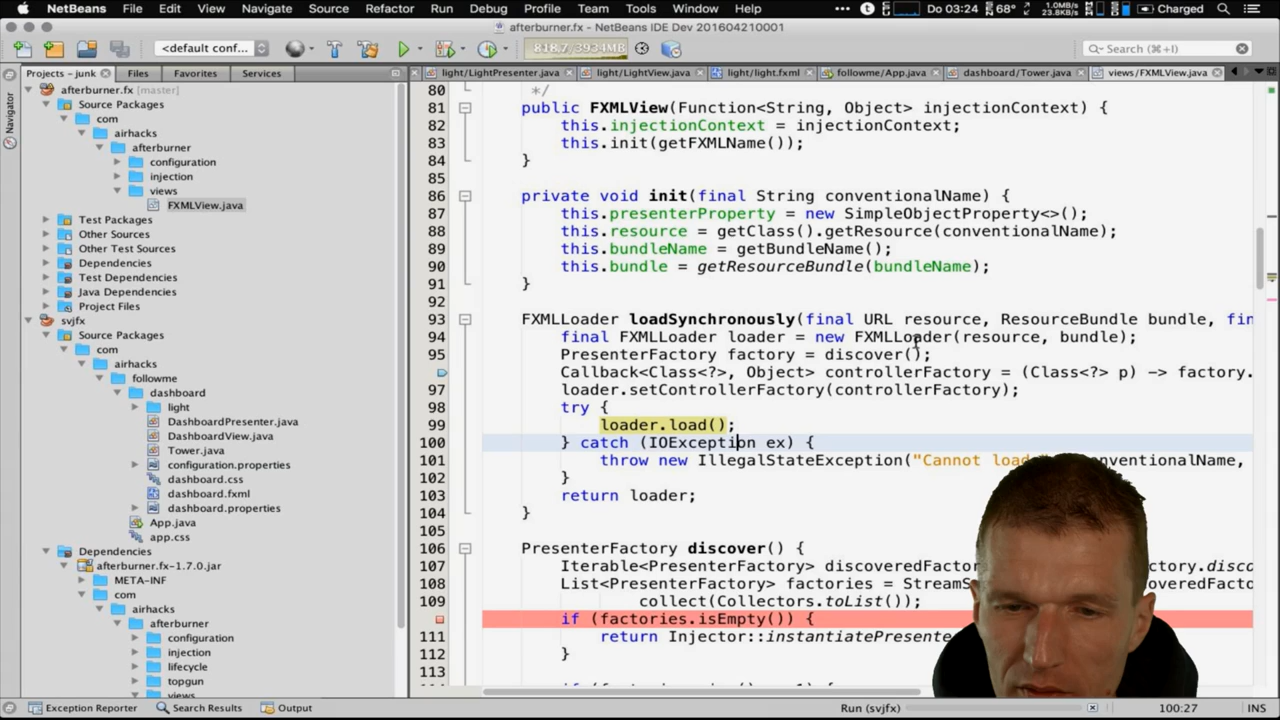 NetBeans File Edit View Navigate Source Refactor Run Debug Profile Team Tools Window Help ••• Do 03:24 68° 1.0MB/s 23.8KB/s Charged
afterburner.fx - NetBeans IDE Dev 201604210001
<default conf... 818,7 / 3934MB Search (⌘+I)
Projects - junk Files Favorites Services
light/LightPresenter.java light/LightView.java light/light.fxml followme/App.java dashboard/Tower.java views/FXMLView.java
Navigator
afterburner.fx [master]
Source Packages
com
airhacks
afterburner
configuration
injection
views
FXMLView.java
Test Packages
Other Sources
Other Test Sources
Dependencies
Test Dependencies
Java Dependencies
Project Files
svjfx
Source Packages
com
airhacks
followme
dashboard
light
DashboardPresenter.java
DashboardView.java
Tower.java
configuration.properties
dashboard.css
dashboard.fxml
dashboard.properties
App.java
app.css
Dependencies
afterburner.fx-1.7.0.jar
META-INF
com
airhacks
afterburner
configuration
injection
lifecycle
topgun
views
80 */
81 public FXMLView(Function<String, Object> injectionContext) {
82 this.injectionContext = injectionContext;
83 this.init(getFXMLName());
84 }
85
86 private void init(final String conventionalName) {
87 this.presenterProperty = new SimpleObjectProperty<>();
88 this.resource = getClass().getResource(conventionalName);
89 this.bundleName = getBundleName();
90 this.bundle = getResourceBundle(bundleName);
91 }
92
93 FXMLLoader loadSynchronously(final URL resource, ResourceBundle bundle, fin
94 final FXMLLoader loader = new FXMLLoader(resource, bundle);
95 PresenterFactory factory = discover();
Callback<Class<?>, Object> controllerFactory = (Class<?> p) -> factory.
97 loader.setControllerFactory(controllerFactory);
98 try {
99 loader.load();
100 } catch (IOException ex) {
101 throw new IllegalStateException("Cannot load onventionalName,
102 }
103 return loader;
104 }
105
106 PresenterFactory discover() {
107 Iterable<PresenterFactory> discoveredFactor ctory.disco
108 List<PresenterFactory> factories = StreamS coveredFact
109 collect(Collectors.toList());
if (factories.isEmpty()) {
111 return Injector::instantiatePresente
112 }
113
Exception Reporter Search Results Output Run (svjfx) 100:27 INS